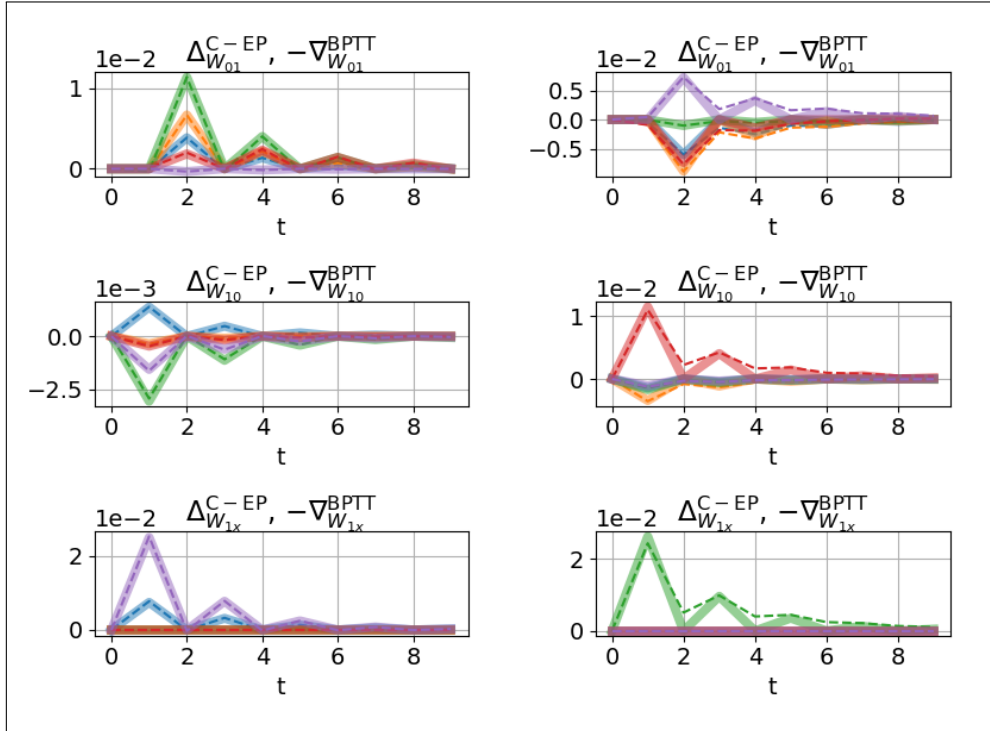 1e−2 Δ^{C−EP}_{W_{01}}, −∇^{BPTT}_{W_{01}}
1
0
0 2 4 6 8
t
1e−2 Δ^{C−EP}_{W_{01}}, −∇^{BPTT}_{W_{01}}
0.5
0.0
−0.5
0 2 4 6 8
t
1e−3 Δ^{C−EP}_{W_{10}}, −∇^{BPTT}_{W_{10}}
0.0
−2.5
0 2 4 6 8
t
1e−2 Δ^{C−EP}_{W_{10}}, −∇^{BPTT}_{W_{10}}
1
0
0 2 4 6 8
t
1e−2 Δ^{C−EP}_{W_{1x}}, −∇^{BPTT}_{W_{1x}}
2
0
0 2 4 6 8
t
1e−2 Δ^{C−EP}_{W_{1x}}, −∇^{BPTT}_{W_{1x}}
2
0
0 2 4 6 8
t